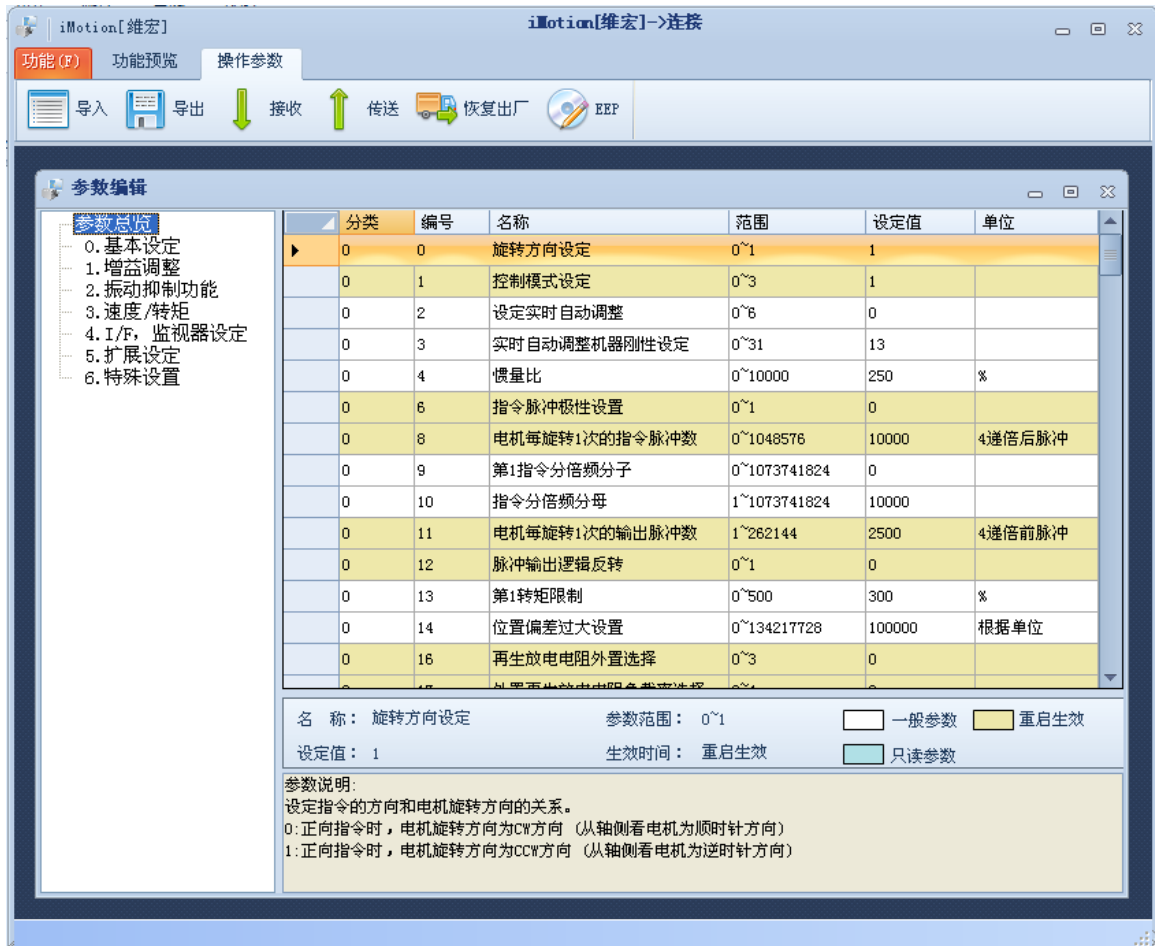 iMotion[维宏]
iMotion[维宏]->连接
功能(F) 功能预览 操作参数
导入 导出 接收 传送 恢复出厂 EEP
参数编辑
参数总览
0.基本设定
1.增益调整
2.振动抑制功能
3.速度/转矩
4.I/F，监视器设定
5.扩展设定
6.特殊设置
分类 编号 名称 范围 设定值 单位
0 0 旋转方向设定 0~1 1
0 1 控制模式设定 0~3 1
0 2 设定实时自动调整 0~6 0
0 3 实时自动调整机器刚性设定 0~31 13
0 4 惯量比 0~10000 250 %
0 6 指令脉冲极性设置 0~1 0
0 8 电机每旋转1次的指令脉冲数 0~1048576 10000 4递倍后脉冲
0 9 第1指令分倍频分子 0~1073741824 0
0 10 指令分倍频分母 1~1073741824 10000
0 11 电机每旋转1次的输出脉冲数 1~262144 2500 4递倍前脉冲
0 12 脉冲输出逻辑反转 0~1 0
0 13 第1转矩限制 0~500 300 %
0 14 位置偏差过大设置 0~134217728 100000 根据单位
0 16 再生放电电阻外置选择 0~3 0
名 称： 旋转方向设定 参数范围： 0~1 一般参数 重启生效
设定值： 1 生效时间： 重启生效 只读参数
参数说明:
设定指令的方向和电机旋转方向的关系。
0:正向指令时，电机旋转方向为CW方向 (从轴侧看电机为顺时针方向)
1:正向指令时，电机旋转方向为CCW方向 (从轴侧看电机为逆时针方向)